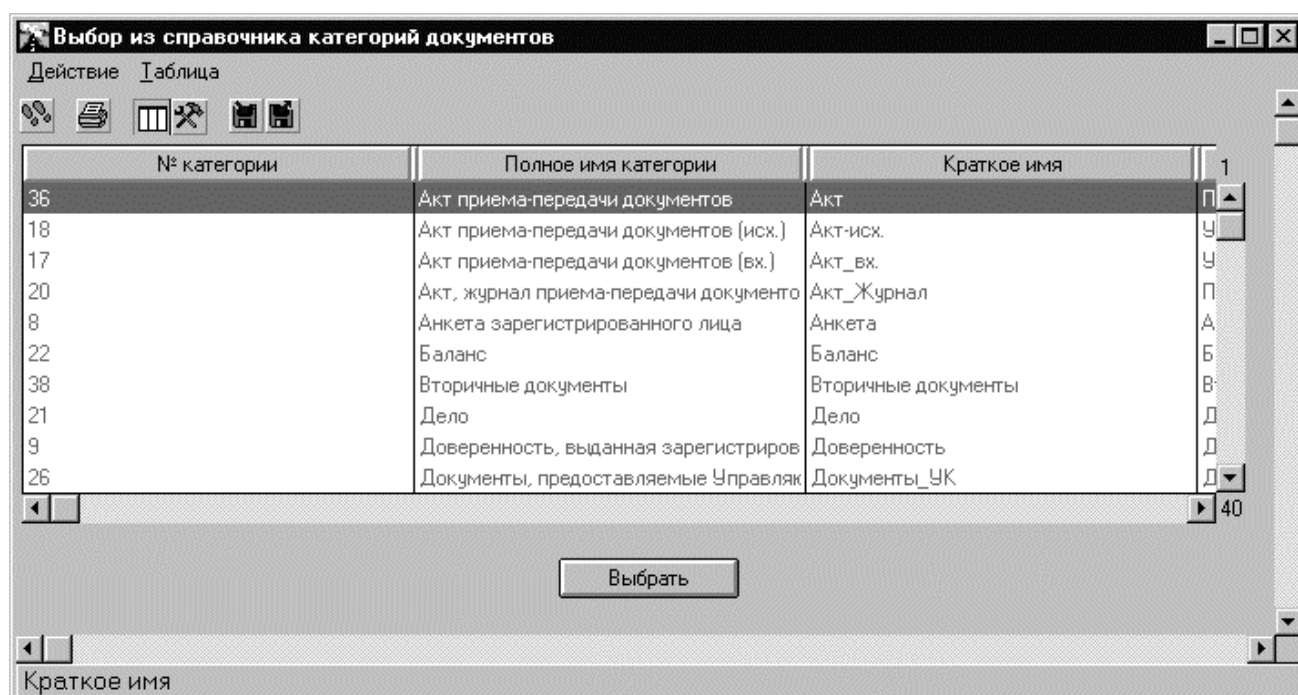 Выбор из справочника категорий документов
Действие Таблица
№ категории Полное имя категории Краткое имя 1
36 Акт приема-передачи документов Акт П
18 Акт приема-передачи документов (исх.) Акт-исх. У
17 Акт приема-передачи документов (вх.) Акт_вх. У
20 Акт, журнал приема-передачи документо Акт_Журнал П
8 Анкета зарегистрированного лица Анкета А
22 Баланс Баланс Б
38 Вторичные документы Вторичные документы В
21 Дело Дело Д
9 Доверенность, выданная зарегистриров Доверенность Д
26 Документы, предоставляемые Управляю Документы_УК Д
40
Выбрать
Краткое имя